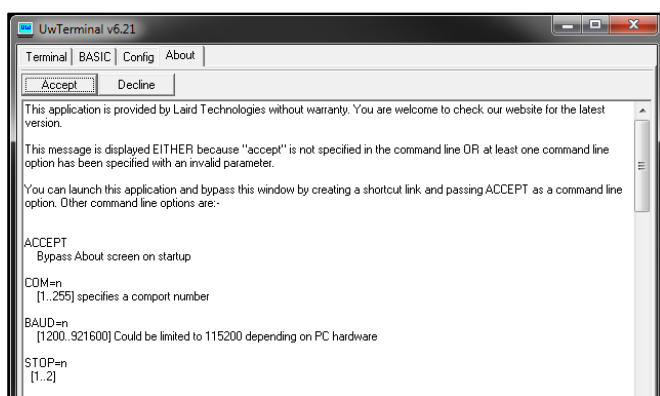 UwTerminal v6.21
Terminal BASIC Config About
Accept Decline
This application is provided by Laird Technologies without warranty. You are welcome to check our website for the latest
version.
This message is displayed EITHER because "accept" is not specified in the command line OR at least one command line
option has been specified with an invalid parameter.
You can launch this application and bypass this window by creating a shortcut link and passing ACCEPT as a command line
option. Other command line options are:-
ACCEPT
Bypass About screen on startup
COM=n
[1..255] specifies a comport number
BAUD=n
[1200..921600] Could be limited to 115200 depending on PC hardware
STOP=n
[1..2]